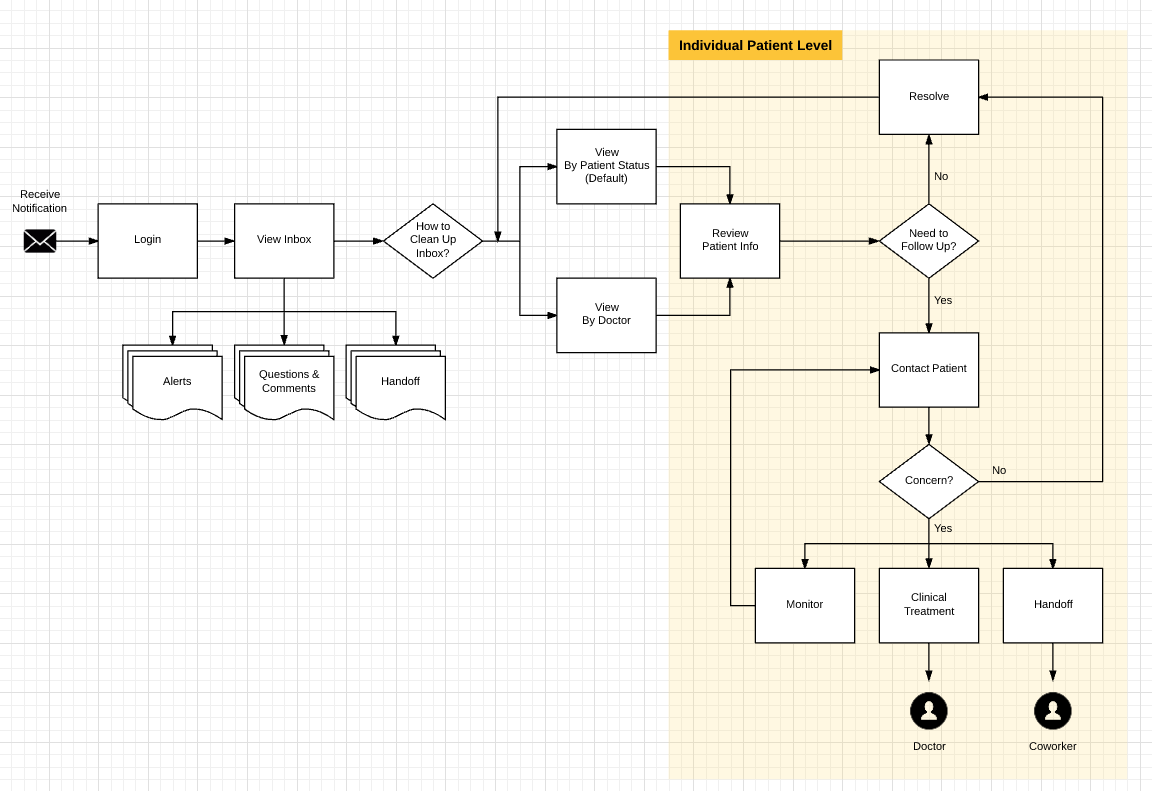 Individual Patient Level
Resolve
View
By Patient Status
(Default)
No
Receive
Notification
Login
View Inbox
How to
Clean Up
Inbox?
Review
Patient Info
Need to
Follow Up?
View
By Doctor
Yes
Contact Patient
Alerts
Questions &
Comments
Handoff
Concern?
No
Yes
Monitor
Clinical
Treatment
Handoff
Doctor
Coworker